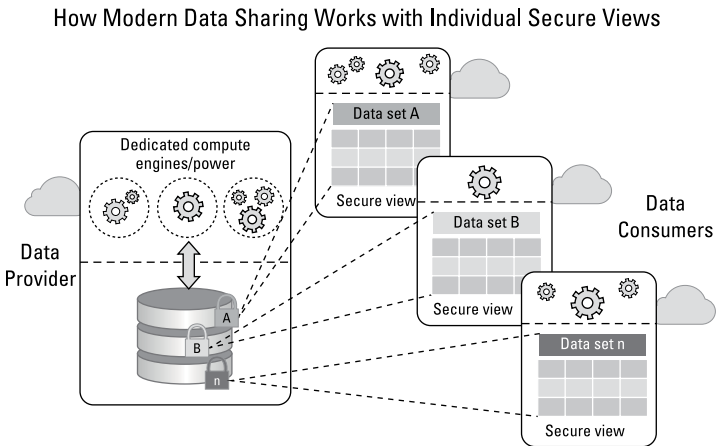 How Modern Data Sharing Works with Individual Secure Views
Dedicated compute
engines/power
Data
Provider
A
B
n
Data set A
Secure view
Data set B
Secure view
Data set n
Secure view
Data
Consumers